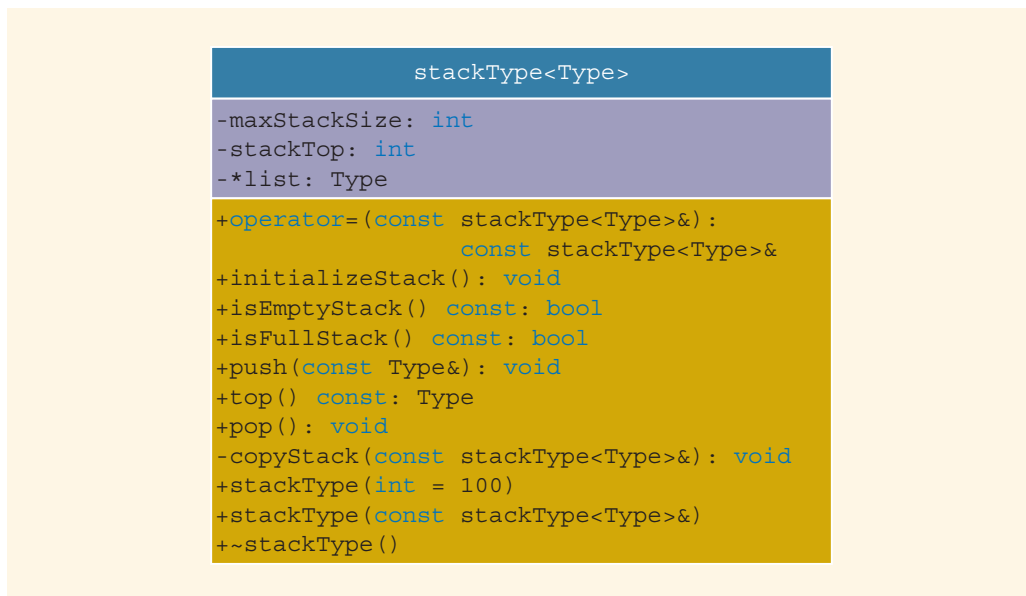 stackType<Type>
-maxStackSize: int
-stackTop: int
-*list: Type
+operator=(const stackType<Type>&):
const stackType<Type>&
+initializeStack(): void
+isEmptyStack() const: bool
+isFullStack() const: bool
+push(const Type&): void
+top() const: Type
+pop(): void
-copyStack(const stackType<Type>&): void
+stackType(int = 100)
+stackType(const stackType<Type>&)
+~stackType()